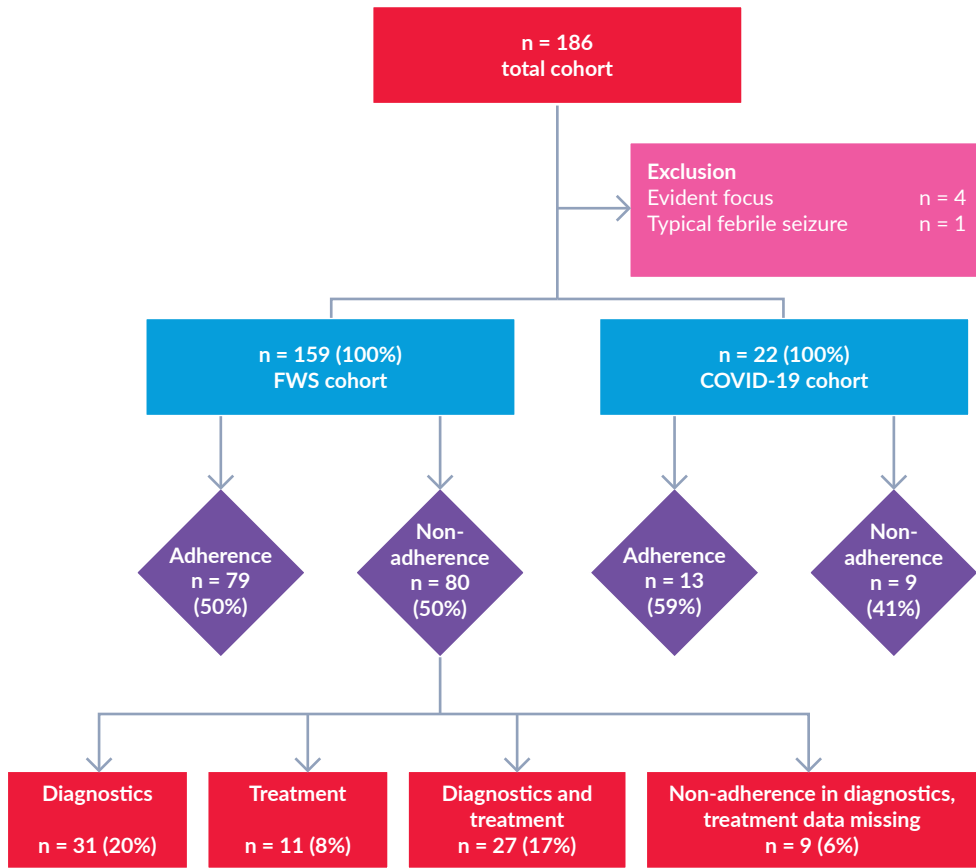 n = 186
total cohort
Exclusion
Evident focus n = 4
Typical febrile seizure n = 1
n = 159 (100%)
FWS cohort
n = 22 (100%)
COVID-19 cohort
Adherence
n = 79
(50%)
Non-
adherence
n = 80
(50%)
Adherence
n = 13
(59%)
Non-
adherence
n = 9
(41%)
Diagnostics
n = 31 (20%)
Treatment
n = 11 (8%)
Diagnostics and
treatment
n = 27 (17%)
Non-adherence in diagnostics,
treatment data missing
n = 9 (6%)